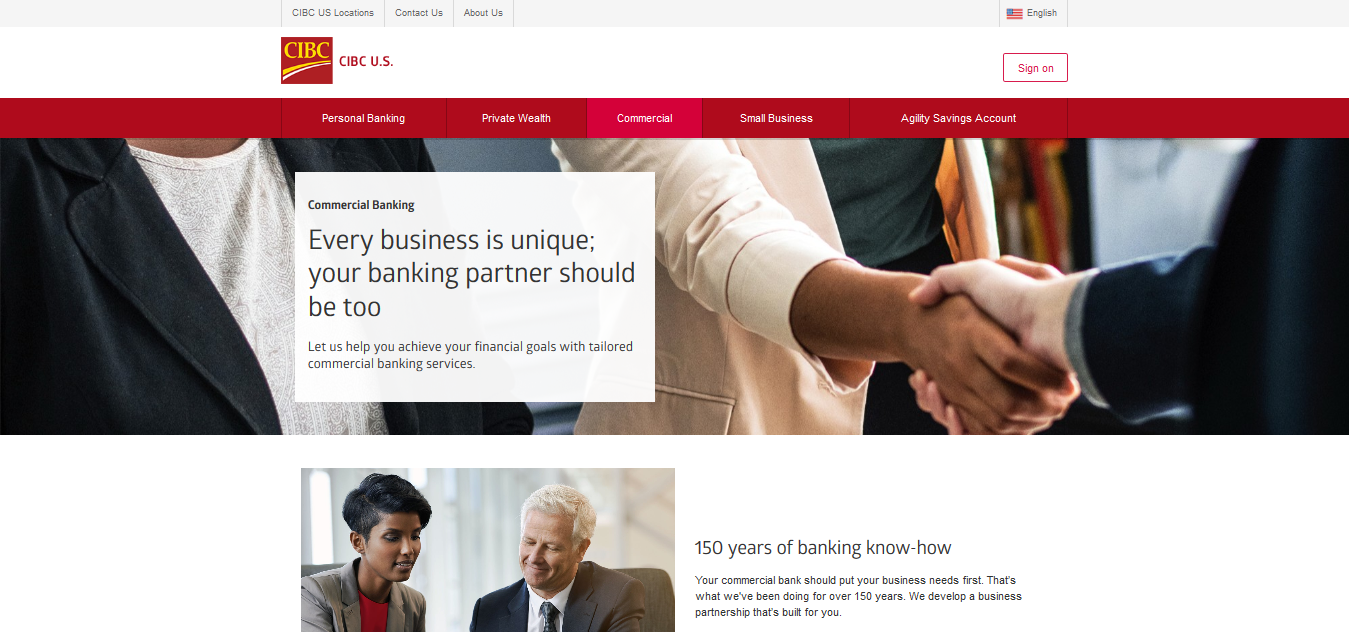 CIBC US Locations
Contact Us
About Us
English
CIBC
CIBC U.S.
Sign on
Personal Banking
Private Wealth
Commercial
Small Business
Agility Savings Account
Commercial Banking
Every business is unique;
your banking partner should
be too
Let us help you achieve your financial goals with tailored
commercial banking services.
150 years of banking know-how
Your commercial bank should put your business needs first. That's
what we've been doing for over 150 years. We develop a business
partnership that's built for you.